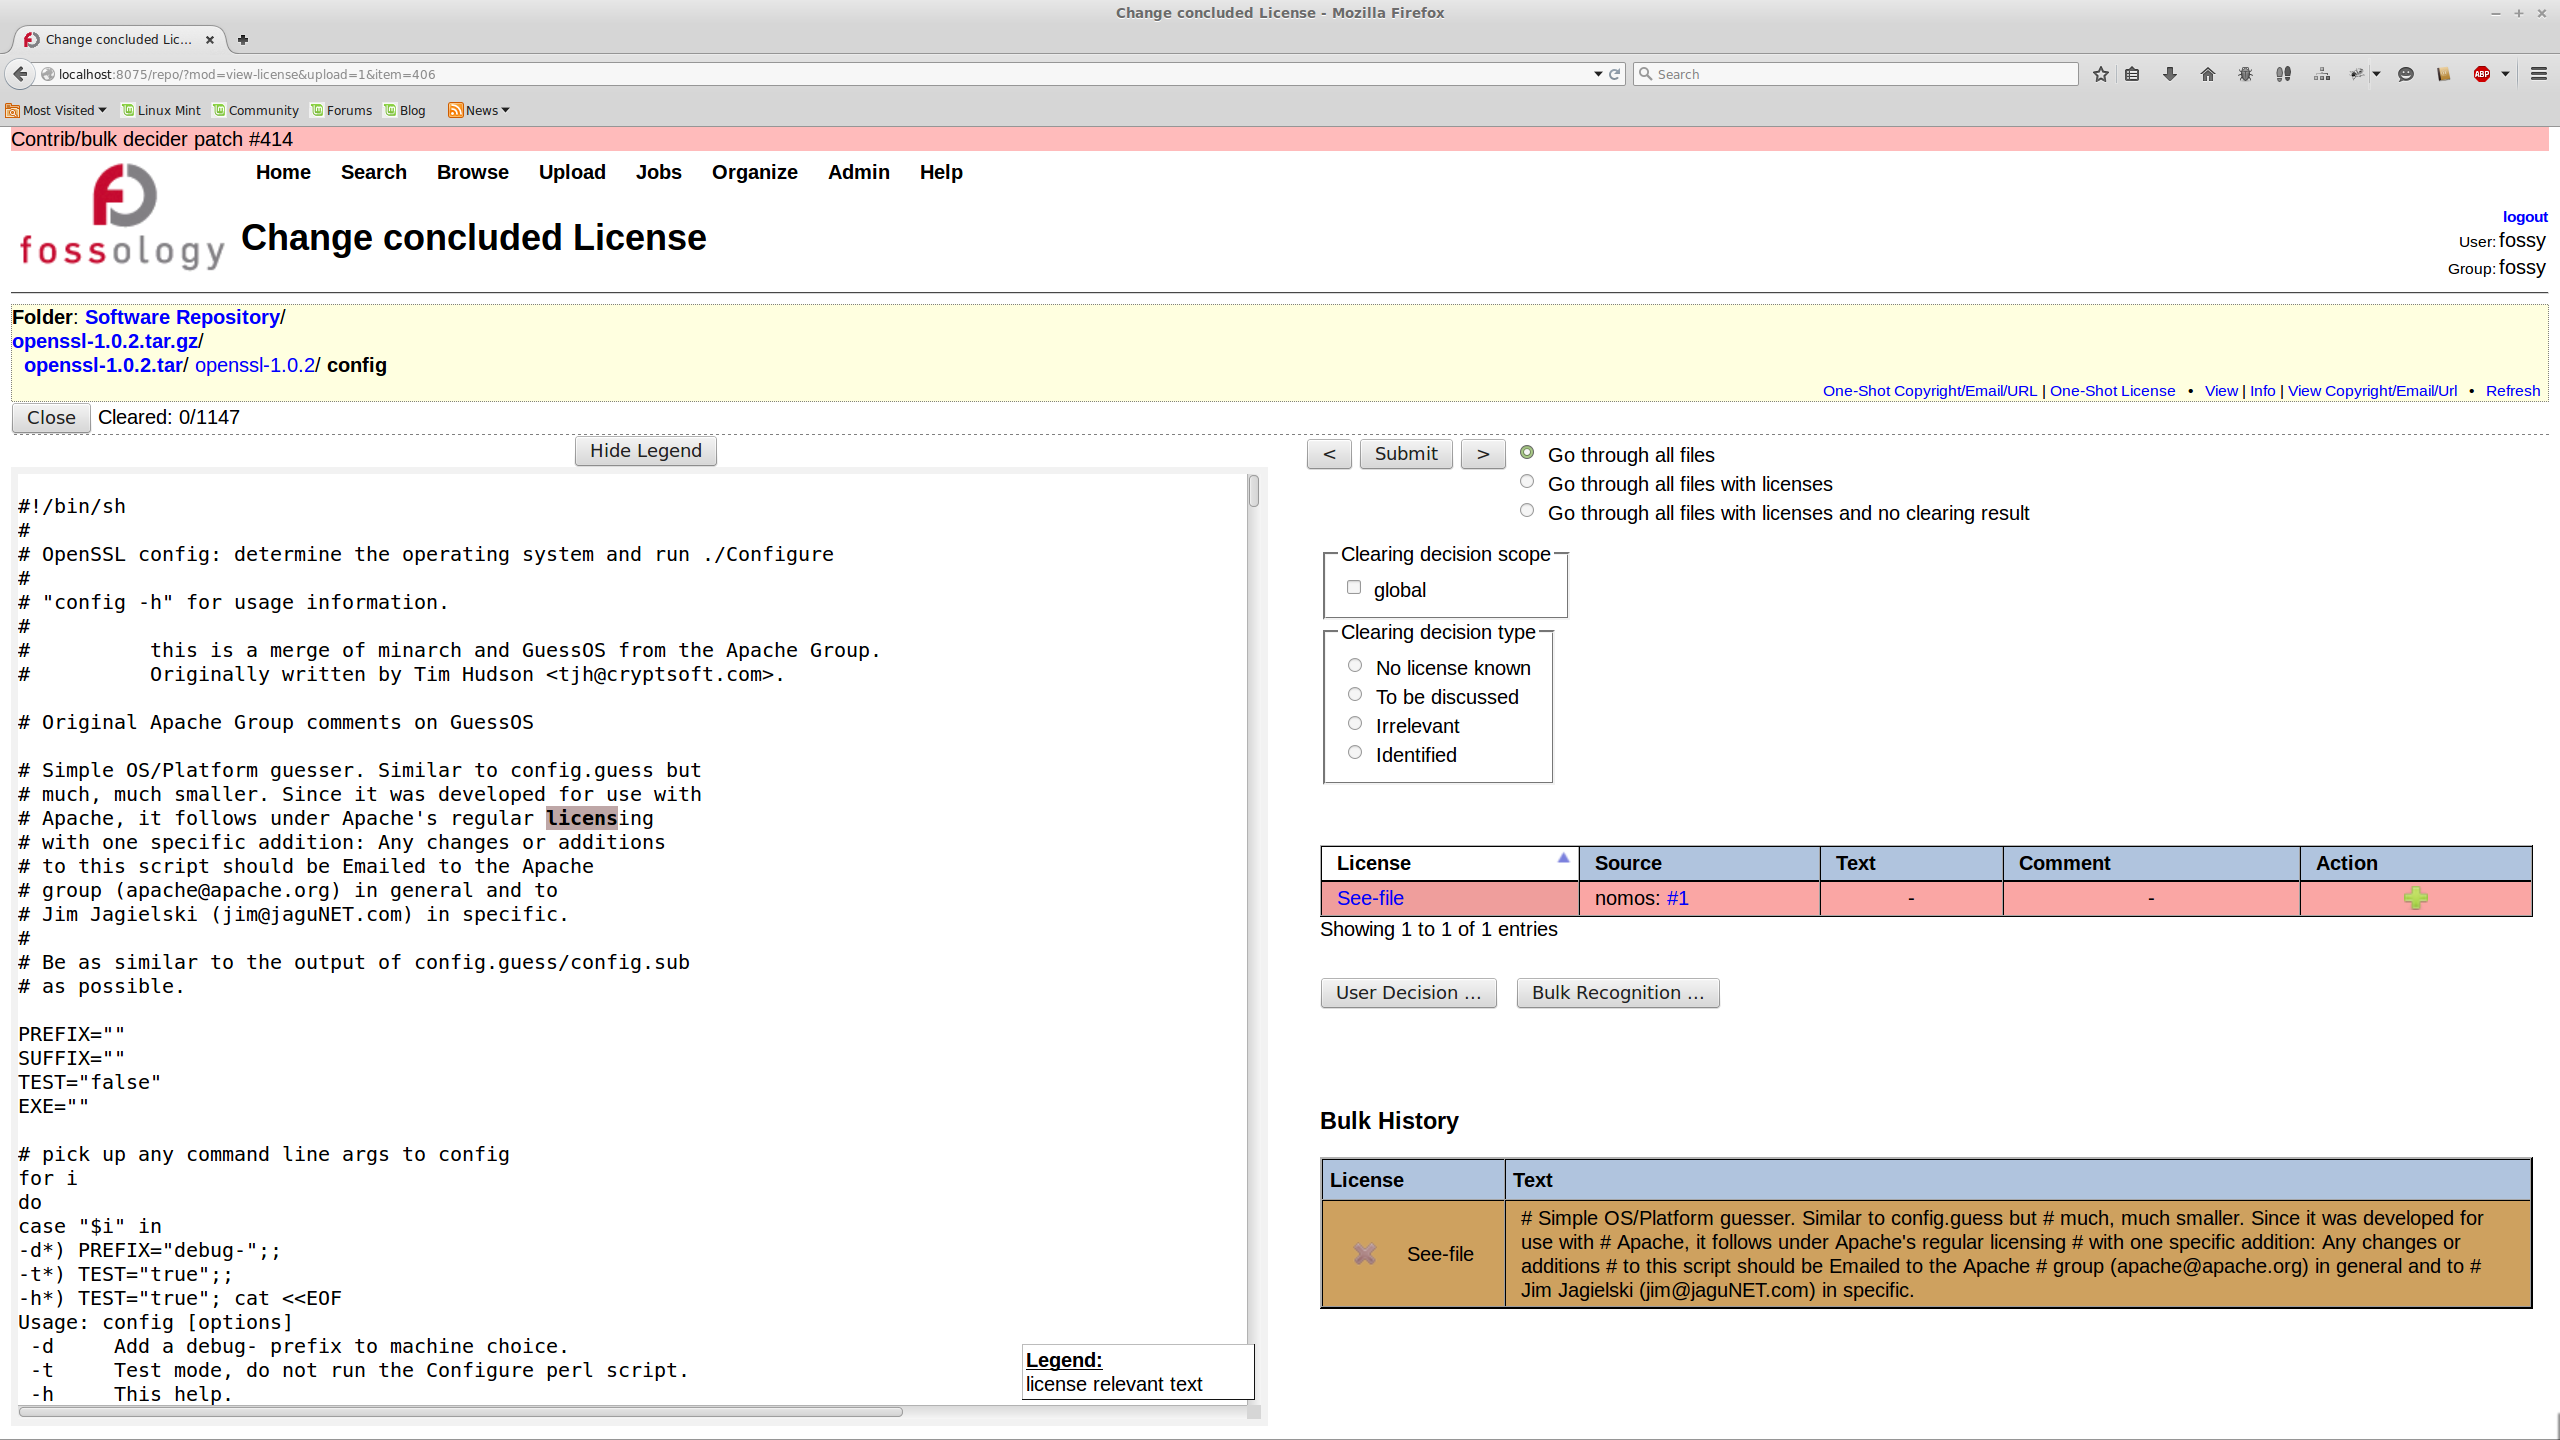 Change concluded License - Mozilla Firefox
Change concluded Lic...
localhost:8075/repo/?mod=view-license&upload=1&item=406
Search
Most Visited
Linux Mint
Community
Forums
Blog
News
Contrib/bulk decider patch #414
Home Search Browse Upload Jobs Organize Admin Help
fossology
Change concluded License
logout
User: fossy
Group: fossy
Folder: Software Repository/
openssl-1.0.2.tar.gz/
openssl-1.0.2.tar/ openssl-1.0.2/ config
One-Shot Copyright/Email/URL | One-Shot License • View | Info | View Copyright/Email/Url • Refresh
Close Cleared: 0/1147
Hide Legend
#!/bin/sh
#
# OpenSSL config: determine the operating system and run ./Configure
#
# "config -h" for usage information.
#
#          this is a merge of minarch and GuessOS from the Apache Group.
#          Originally written by Tim Hudson <tjh@cryptsoft.com>.
# Original Apache Group comments on GuessOS
# Simple OS/Platform guesser. Similar to config.guess but
# much, much smaller. Since it was developed for use with
# Apache, it follows under Apache's regular licensing
# with one specific addition: Any changes or additions
# to this script should be Emailed to the Apache
# group (apache@apache.org) in general and to
# Jim Jagielski (jim@jaguNET.com) in specific.
#
# Be as similar to the output of config.guess/config.sub
# as possible.
PREFIX=""
SUFFIX=""
TEST="false"
EXE=""
# pick up any command line args to config
for i
do
case "$i" in
-d*) PREFIX="debug-";;
-t*) TEST="true";;
-h*) TEST="true"; cat <<EOF
Usage: config [options]
 -d     Add a debug- prefix to machine choice.
 -t     Test mode, do not run the Configure perl script.
 -h     This help.
Legend:
license relevant text
< Submit >
Go through all files
Go through all files with licenses
Go through all files with licenses and no clearing result
Clearing decision scope
global
Clearing decision type
No license known
To be discussed
Irrelevant
Identified
License Source Text Comment Action
See-file nomos: #1 - -
Showing 1 to 1 of 1 entries
User Decision ... Bulk Recognition ...
Bulk History
License Text
See-file
# Simple OS/Platform guesser. Similar to config.guess but # much, much smaller. Since it was developed for
use with # Apache, it follows under Apache's regular licensing # with one specific addition: Any changes or
additions # to this script should be Emailed to the Apache # group (apache@apache.org) in general and to #
Jim Jagielski (jim@jaguNET.com) in specific.